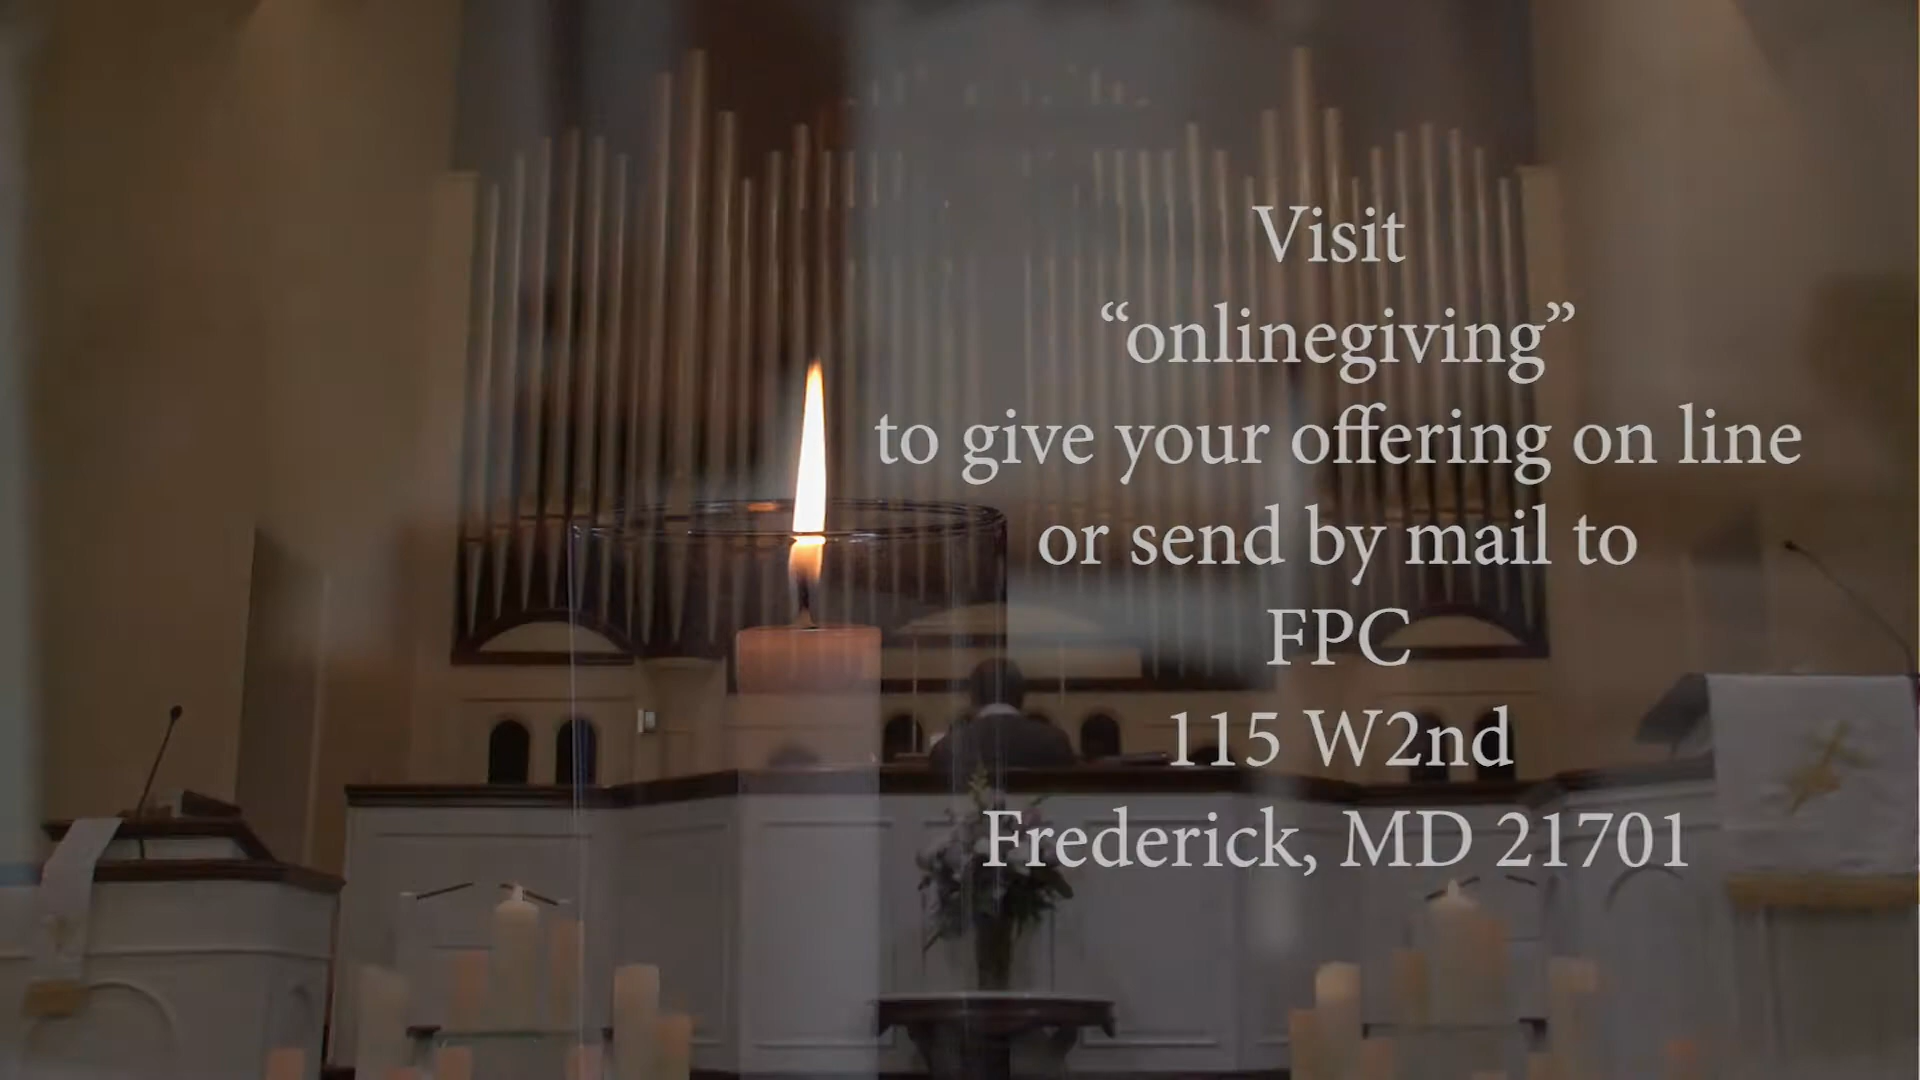 Visit
“onlinegiving”
to give your offering on line
or send by mail to
FPC
115 W2nd
Frederick, MD 21701